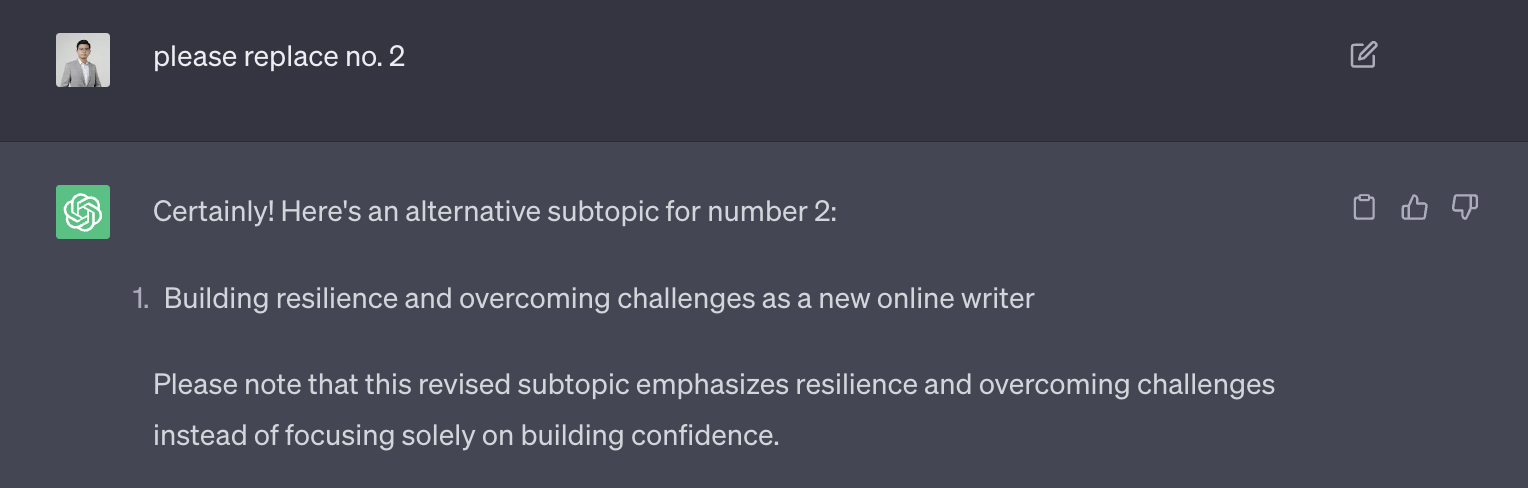 please replace no. 2
Certainly! Here's an alternative subtopic for number 2:
1. Building resilience and overcoming challenges as a new online writer
Please note that this revised subtopic emphasizes resilience and overcoming challenges
instead of focusing solely on building confidence.